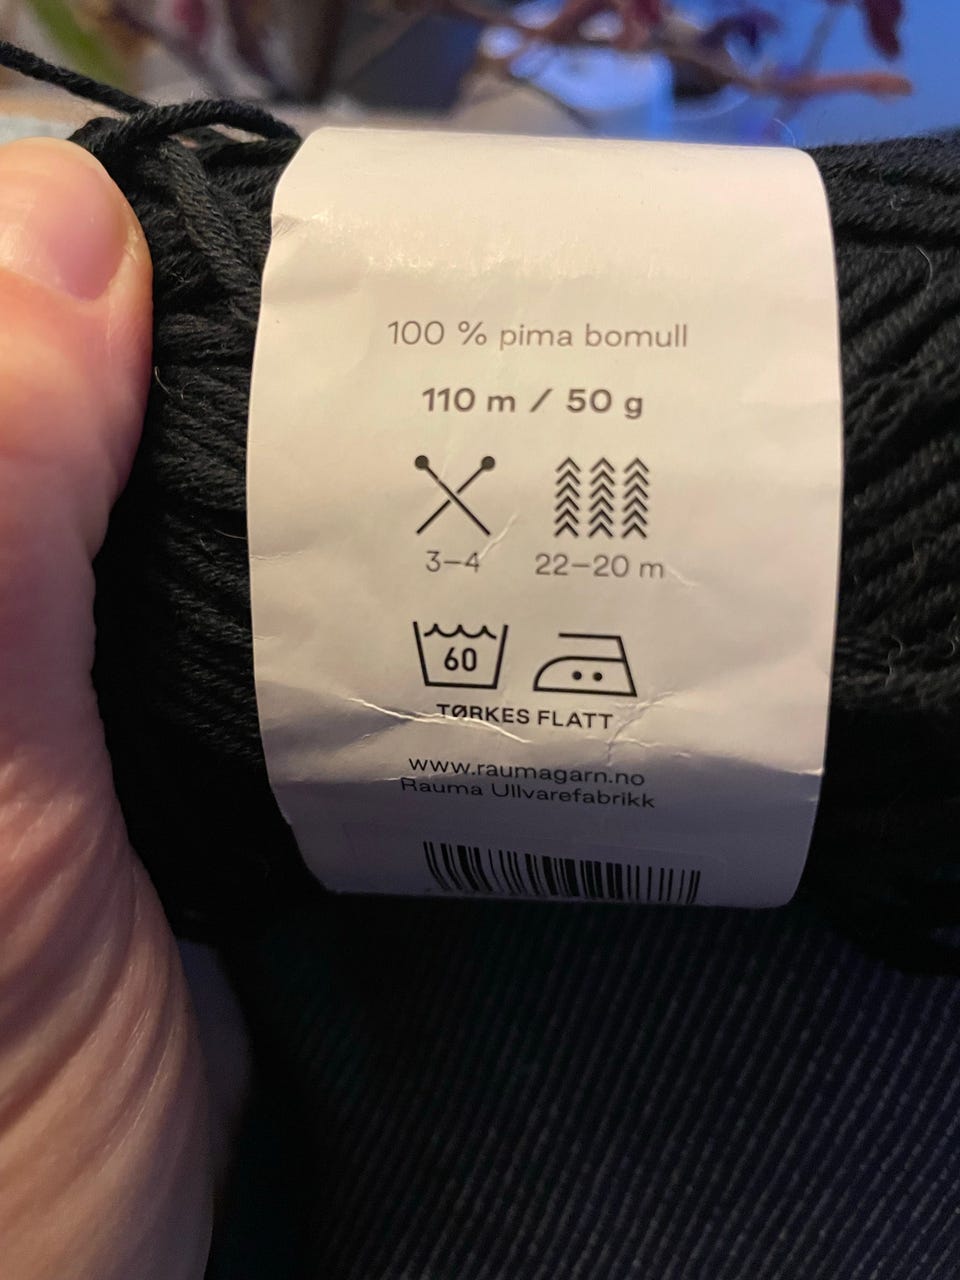 100 % pima bomull
110 m / 50 g
3–4 22–20 m
60
TØRKES FLATT
www.raumagarn.no
Rauma Ullvarefabrikk